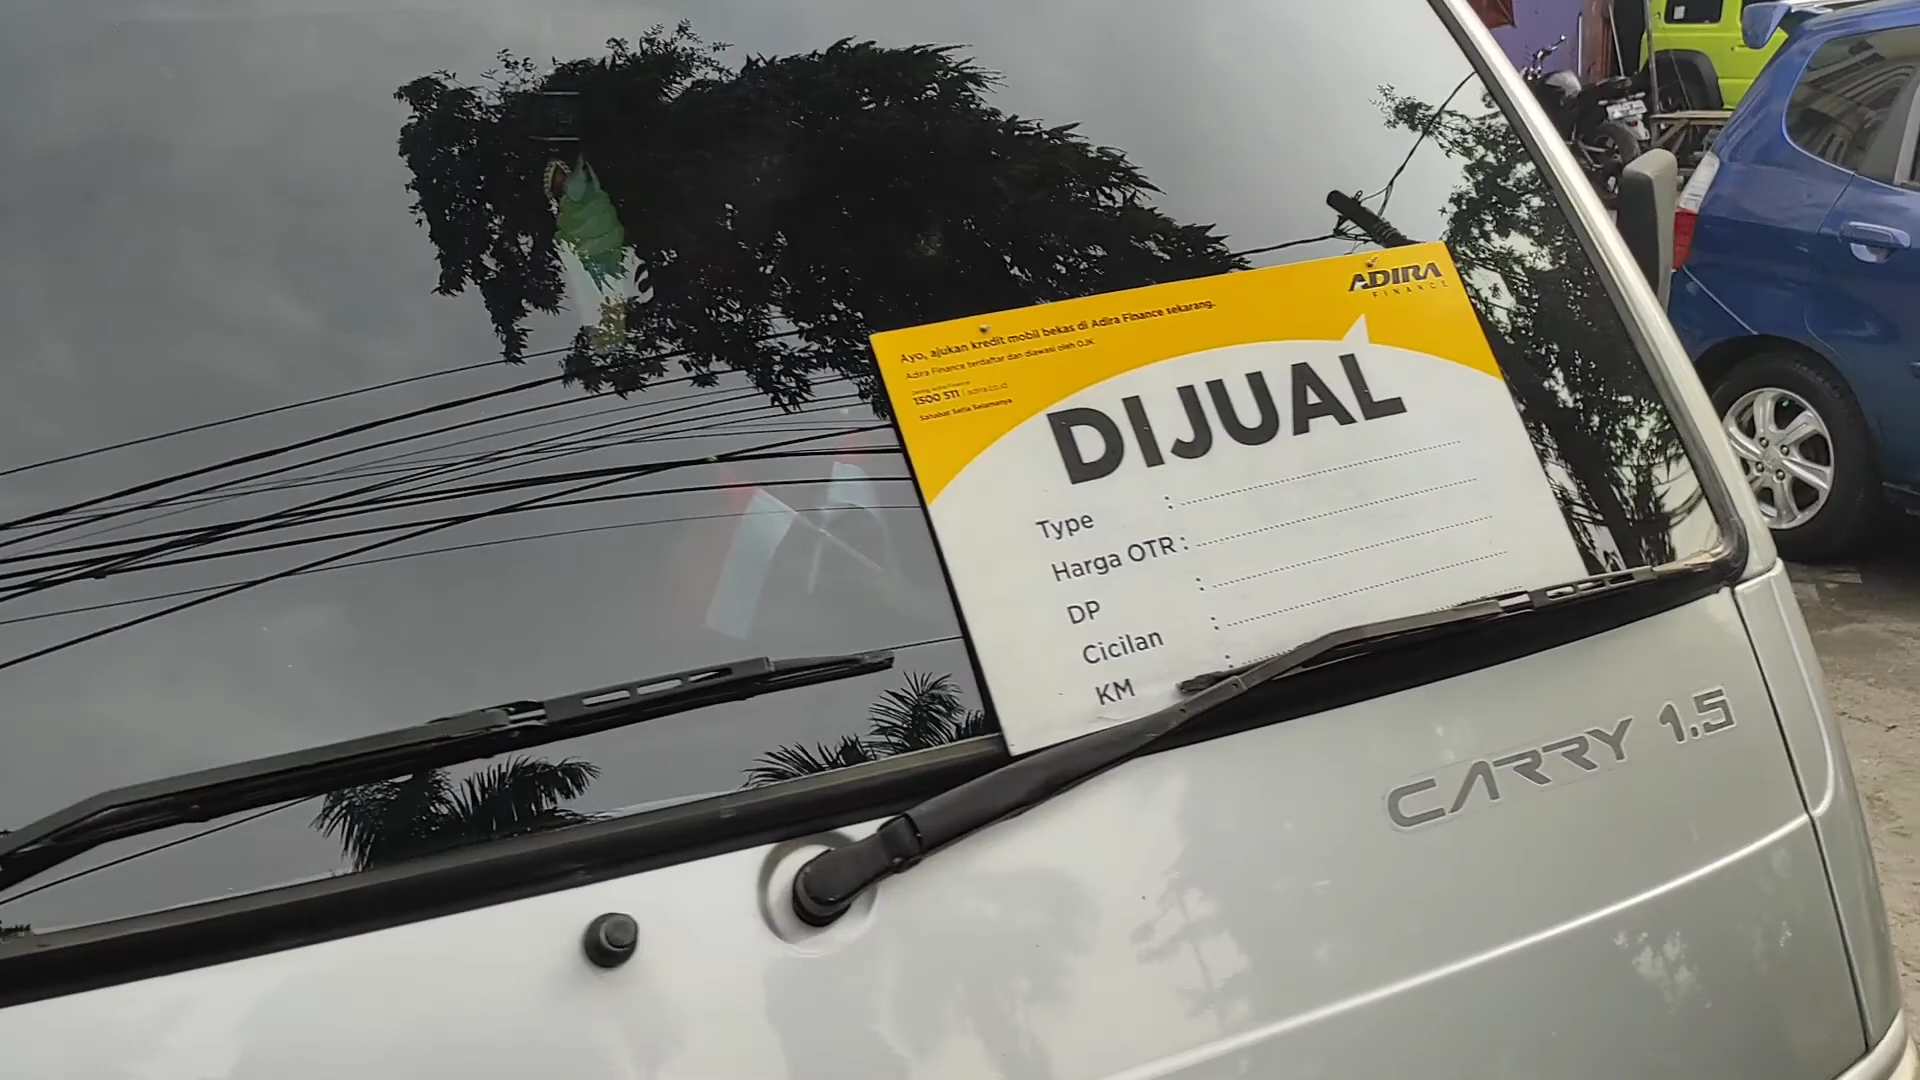 ADIRA
FINANCE
Ayo, ajukan kredit mobil bekas di Adira Finance sekarang.
Adira Finance terdaftar dan diawasi oleh OJK
1500 511 | adira.co.id
Sahabat Setia Selamanya
DIJUAL
Type :
Harga OTR :
DP :
Cicilan :
KM :
CARRY 1.5